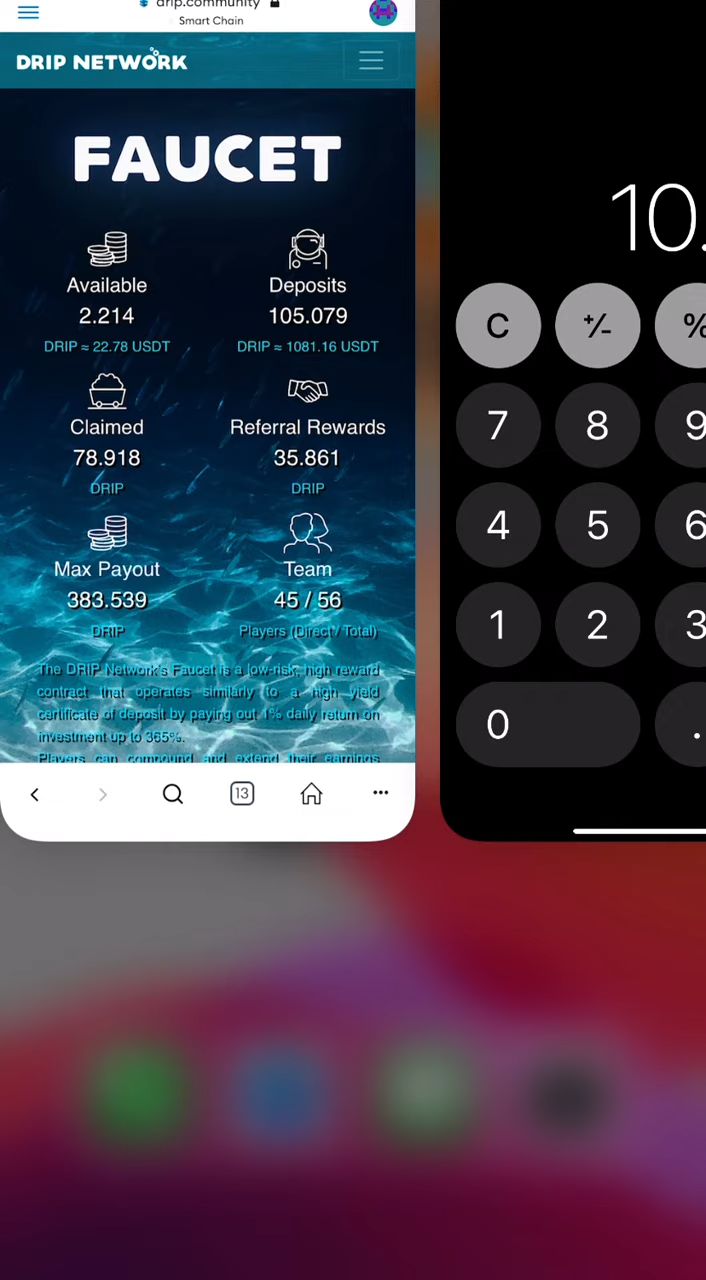 drip.community
Smart Chain
DRIP NETWORK
FAUCET
Available
2.214
DRIP ≈ 22.78 USDT
Deposits
105.079
DRIP ≈ 1081.16 USDT
Claimed
78.918
DRIP
Referral Rewards
35.861
DRIP
Max Payout
383.539
DRIP
Team
45 / 56
Players (Direct / Total)
The DRIP Network's Faucet is a low-risk, high reward
contract that operates similarly to a high yield
certificate of deposit by paying out 1% daily return on
investment up to 365%.
Players can compound and extend their earnings
13
10.
C
+/-
%
7
8
9
4
5
6
1
2
3
0
.